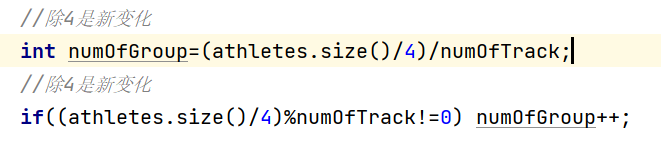 //除4是新变化
int numOfGroup=(athletes.size()/4)/numOfTrack;
//除4是新变化
if((athletes.size()/4)%numOfTrack!=0) numOfGroup++;